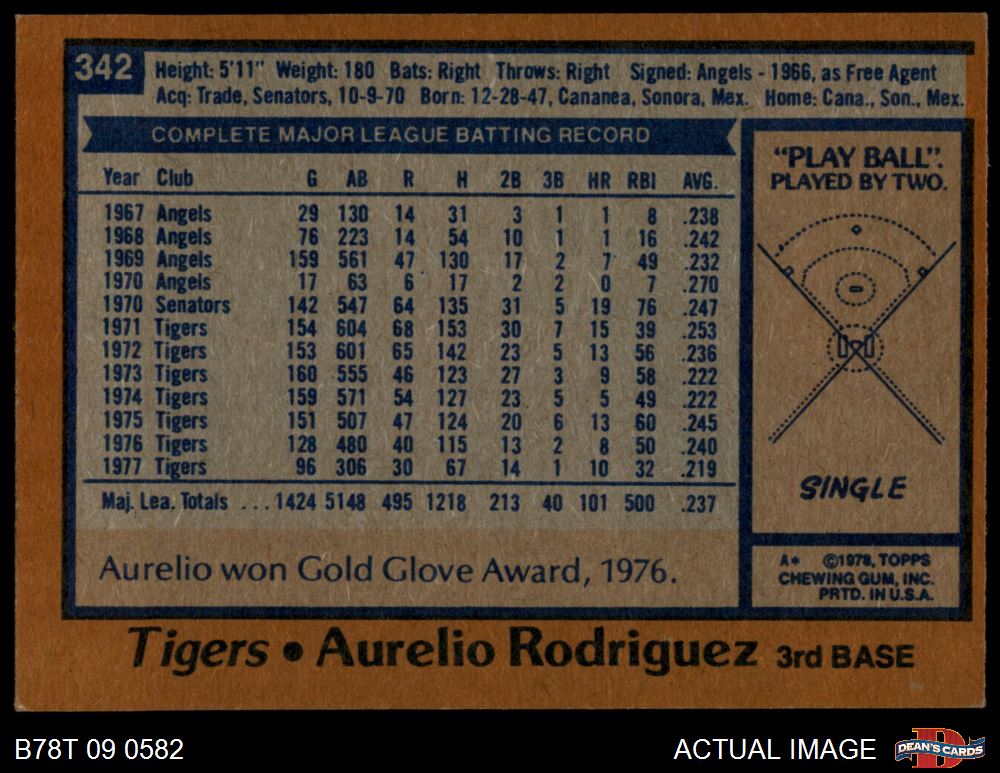 342
Height: 5'11" Weight: 180 Bats: Right Throws: Right Signed: Angels - 1966, as Free Agent
Acq: Trade, Senators, 10-9-70 Born: 12-28-47, Cananea, Sonora, Mex. Home: Cana., Son., Mex.
COMPLETE MAJOR LEAGUE BATTING RECORD
Year Club G AB R H 2B 3B HR RBI AVG.
1967 Angels 29 130 14 31 3 1 1 8 .238
1968 Angels 76 223 14 54 10 1 1 16 .242
1969 Angels 159 561 47 130 17 2 7 49 .232
1970 Angels 17 63 6 17 2 2 0 7 .270
1970 Senators 142 547 64 135 31 5 19 76 .247
1971 Tigers 154 604 68 153 30 7 15 39 .253
1972 Tigers 153 601 65 142 23 5 13 56 .236
1973 Tigers 160 555 46 123 27 3 9 58 .222
1974 Tigers 159 571 54 127 23 5 5 49 .222
1975 Tigers 151 507 47 124 20 6 13 60 .245
1976 Tigers 128 480 40 115 13 2 8 50 .240
1977 Tigers 96 306 30 67 14 1 10 32 .219
Maj. Lea. Totals ... 1424 5148 495 1218 213 40 101 500 .237
Aurelio won Gold Glove Award, 1976.
"PLAY BALL".
PLAYED BY TWO.
SINGLE
A* ©1978, TOPPS
CHEWING GUM, INC.
PRTD. IN U.S.A.
Tigers • Aurelio Rodriguez 3rd BASE
B78T 09 0582
ACTUAL IMAGE
D
DEAN'S CARDS